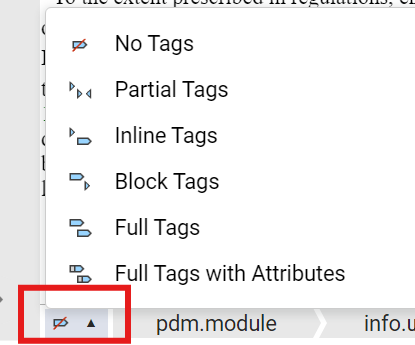 To the extent prescribed in regulations, e
No Tags
Partial Tags
Inline Tags
Block Tags
Full Tags
Full Tags with Attributes
pdm.module
info.u